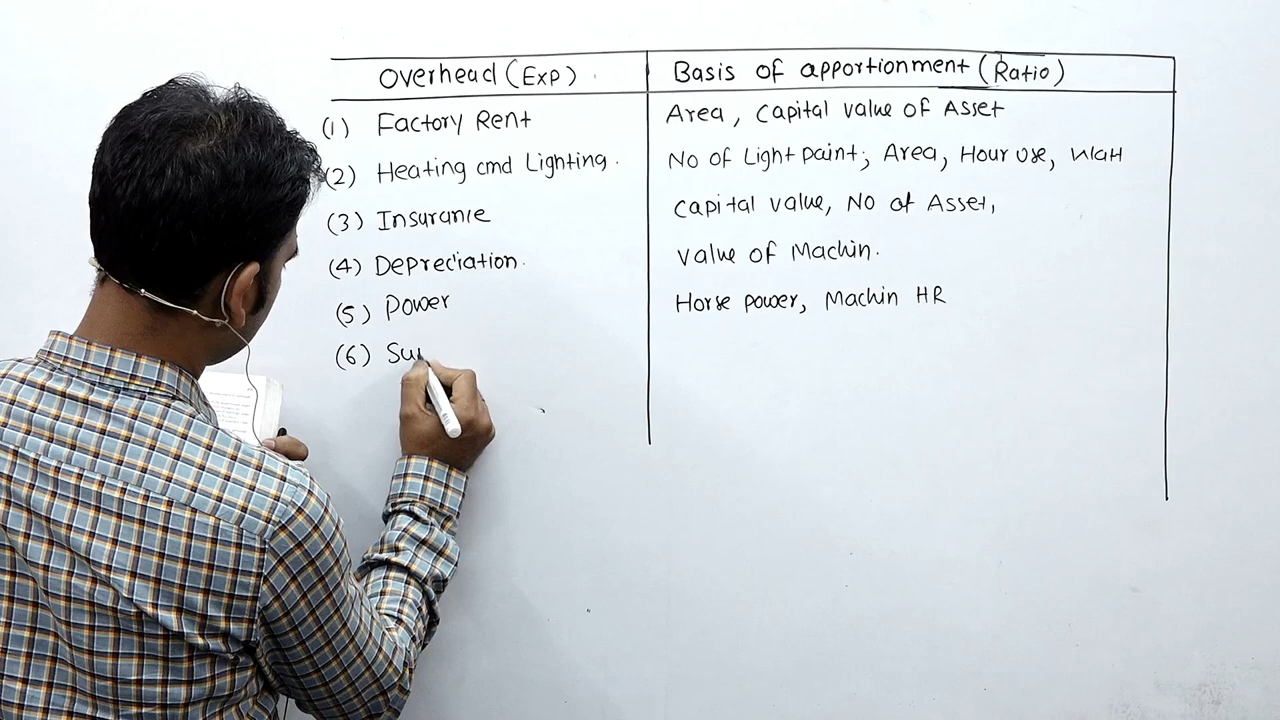 Overhead (Exp) Basis of apportionment (Ratio)
(1) Factory Rent Area, Capital value of Asset
(2) Heating and Lighting. No of Light paint; Area, Hour use, Watt
(3) Insurance Capital value, No of Asset,
(4) Depreciation. value of Machin.
(5) Power Horse power, Machin HR
(6) Su